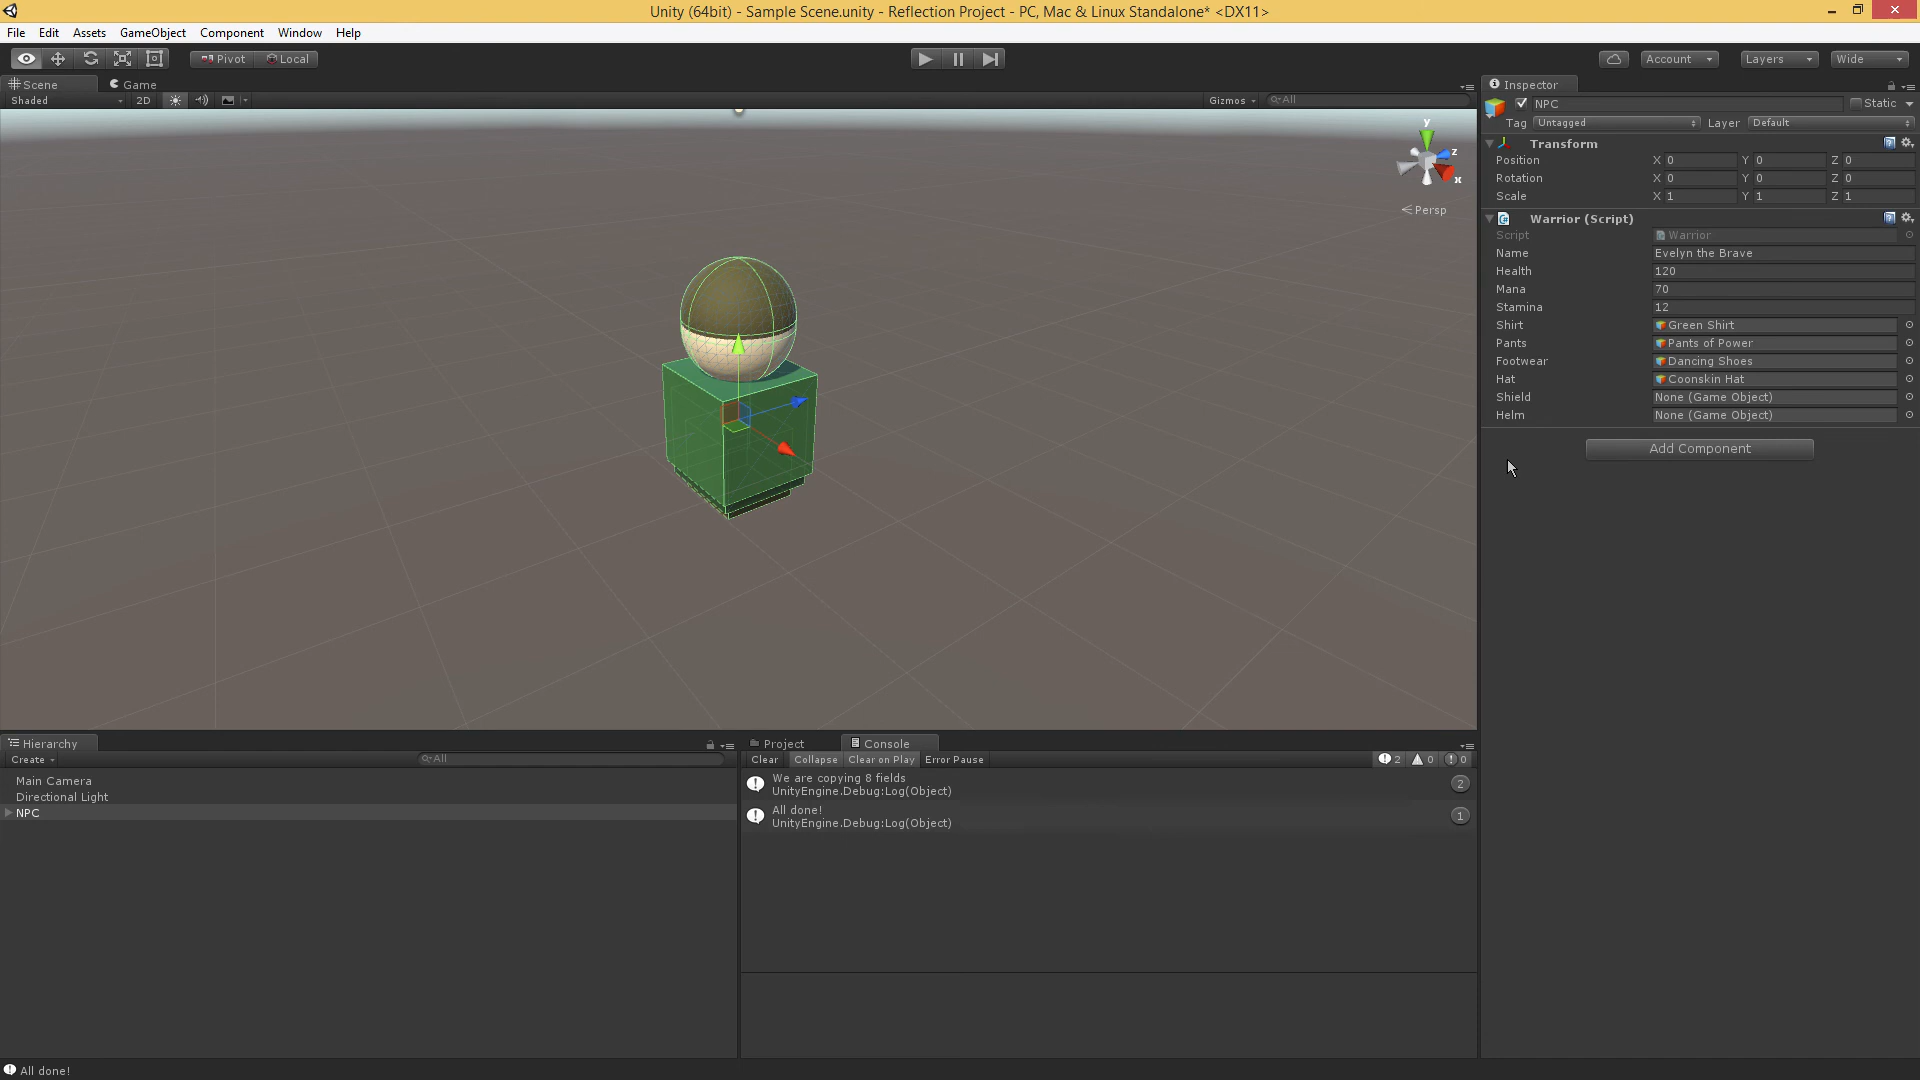 Unity (64bit) - Sample Scene.unity - Reflection Project - PC, Mac & Linux Standalone* <DX11>
File Edit Assets GameObject Component Window Help
Pivot Local Account Layers Wide
Scene Game
Shaded 2D Gizmos All
y
z
x
Persp
Inspector
NPC Static
Tag Untagged Layer Default
Transform
Position X 0 Y 0 Z 0
Rotation X 0 Y 0 Z 0
Scale X 1 Y 1 Z 1
Warrior (Script)
Script Warrior
Name Evelyn the Brave
Health 120
Mana 70
Stamina 12
Shirt Green Shirt
Pants Pants of Power
Footwear Dancing Shoes
Hat Coonskin Hat
Shield None (Game Object)
Helm None (Game Object)
Add Component
Hierarchy
Create All
Main Camera
Directional Light
NPC
Project Console
Clear Collapse Clear on Play Error Pause 2 0 0
We are copying 8 fields
UnityEngine.Debug:Log(Object) 2
All done!
UnityEngine.Debug:Log(Object) 1
All done!